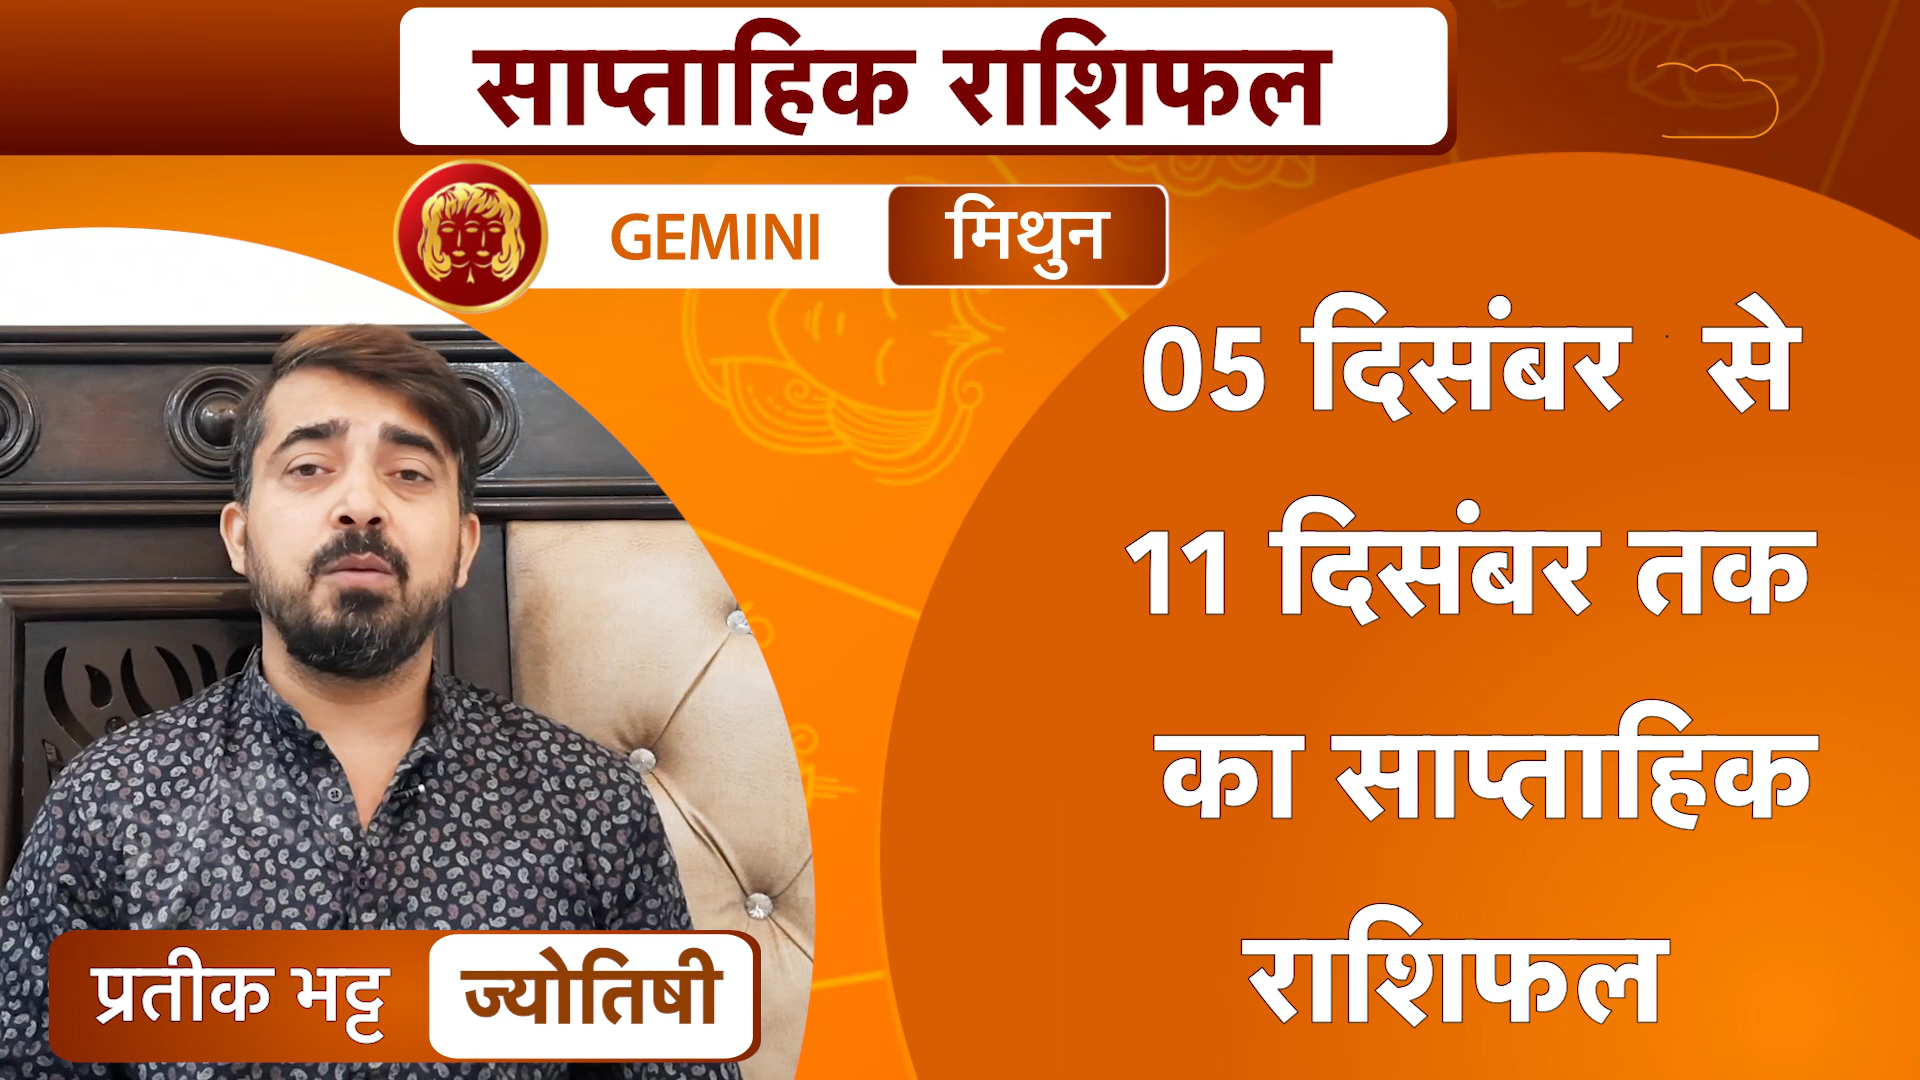 साप्ताहिक राशिफल
GEMINI मिथुन
05 दिसंबर से
11 दिसंबर तक
का साप्ताहिक
राशिफल
प्रतीक भट्ट ज्योतिषी